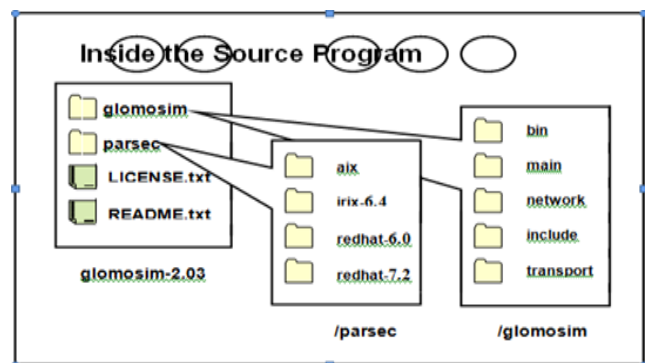 Inside the Source Program
glomosim
parsec
LICENSE.txt
README.txt
glomosim-2.03
aix
irix-6.4
redhat-6.0
redhat-7.2
/parsec
bin
main
network
include
transport
/glomosim